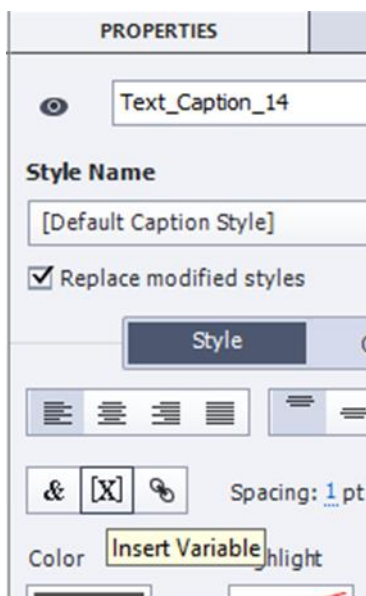 PROPERTIES
Text_Caption_14
Style Name
[Default Caption Style]
Replace modified styles
Style
& [X]
Spacing: 1 pt
Insert Variable
Color